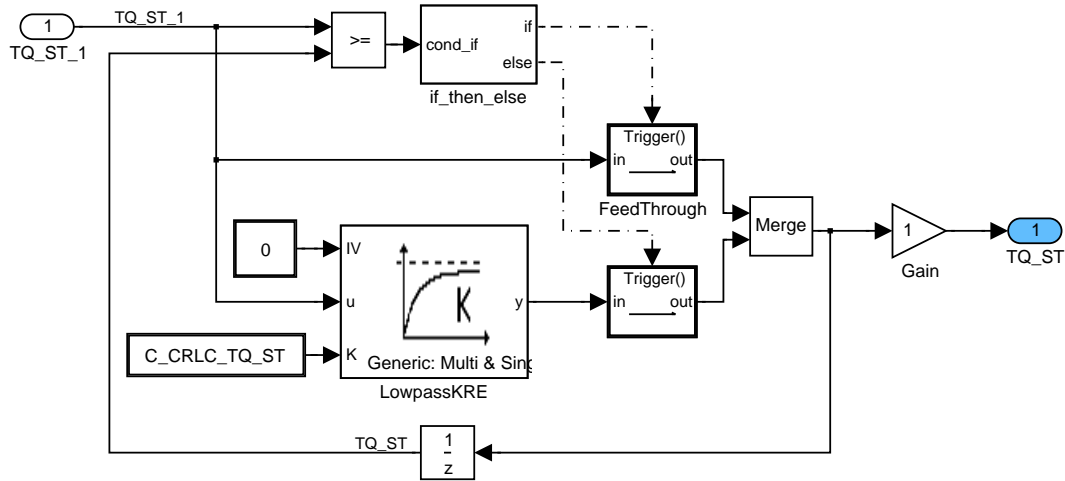 1
TQ_ST_1
TQ_ST_1
>=
cond_if
if
else
if_then_else
Trigger()
in
out
FeedThrough
0
IV
u
K
y
K
Generic: Multi & Sing
LowpassKRE
C_CRLC_TQ_ST
Trigger()
in
out
Merge
1
Gain
1
TQ_ST
TQ_ST
1
z